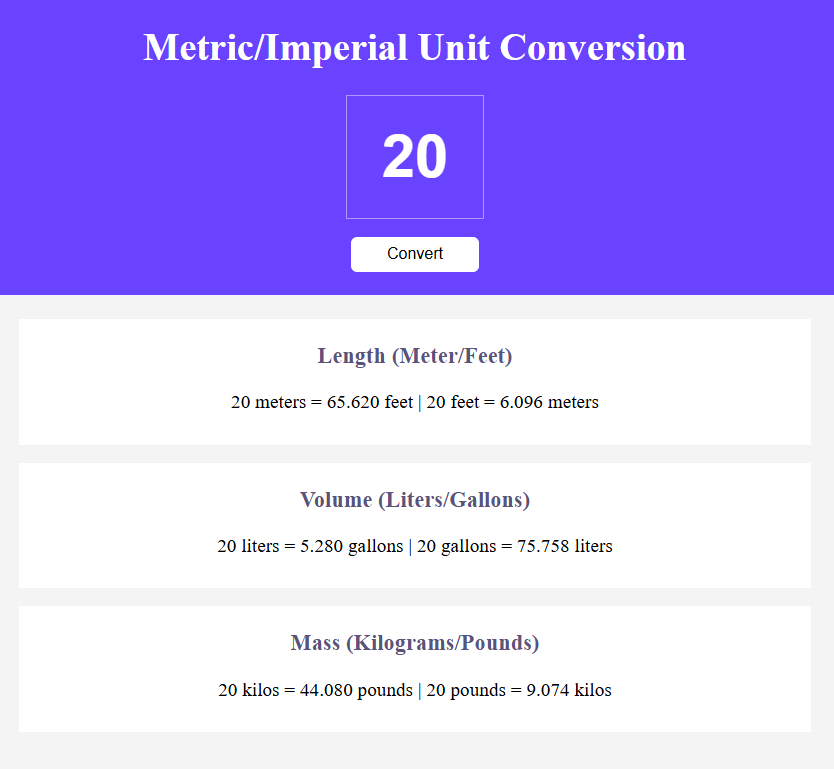 Metric/Imperial Unit Conversion
20
Convert
Length (Meter/Feet)
20 meters = 65.620 feet | 20 feet = 6.096 meters
Volume (Liters/Gallons)
20 liters = 5.280 gallons | 20 gallons = 75.758 liters
Mass (Kilograms/Pounds)
20 kilos = 44.080 pounds | 20 pounds = 9.074 kilos